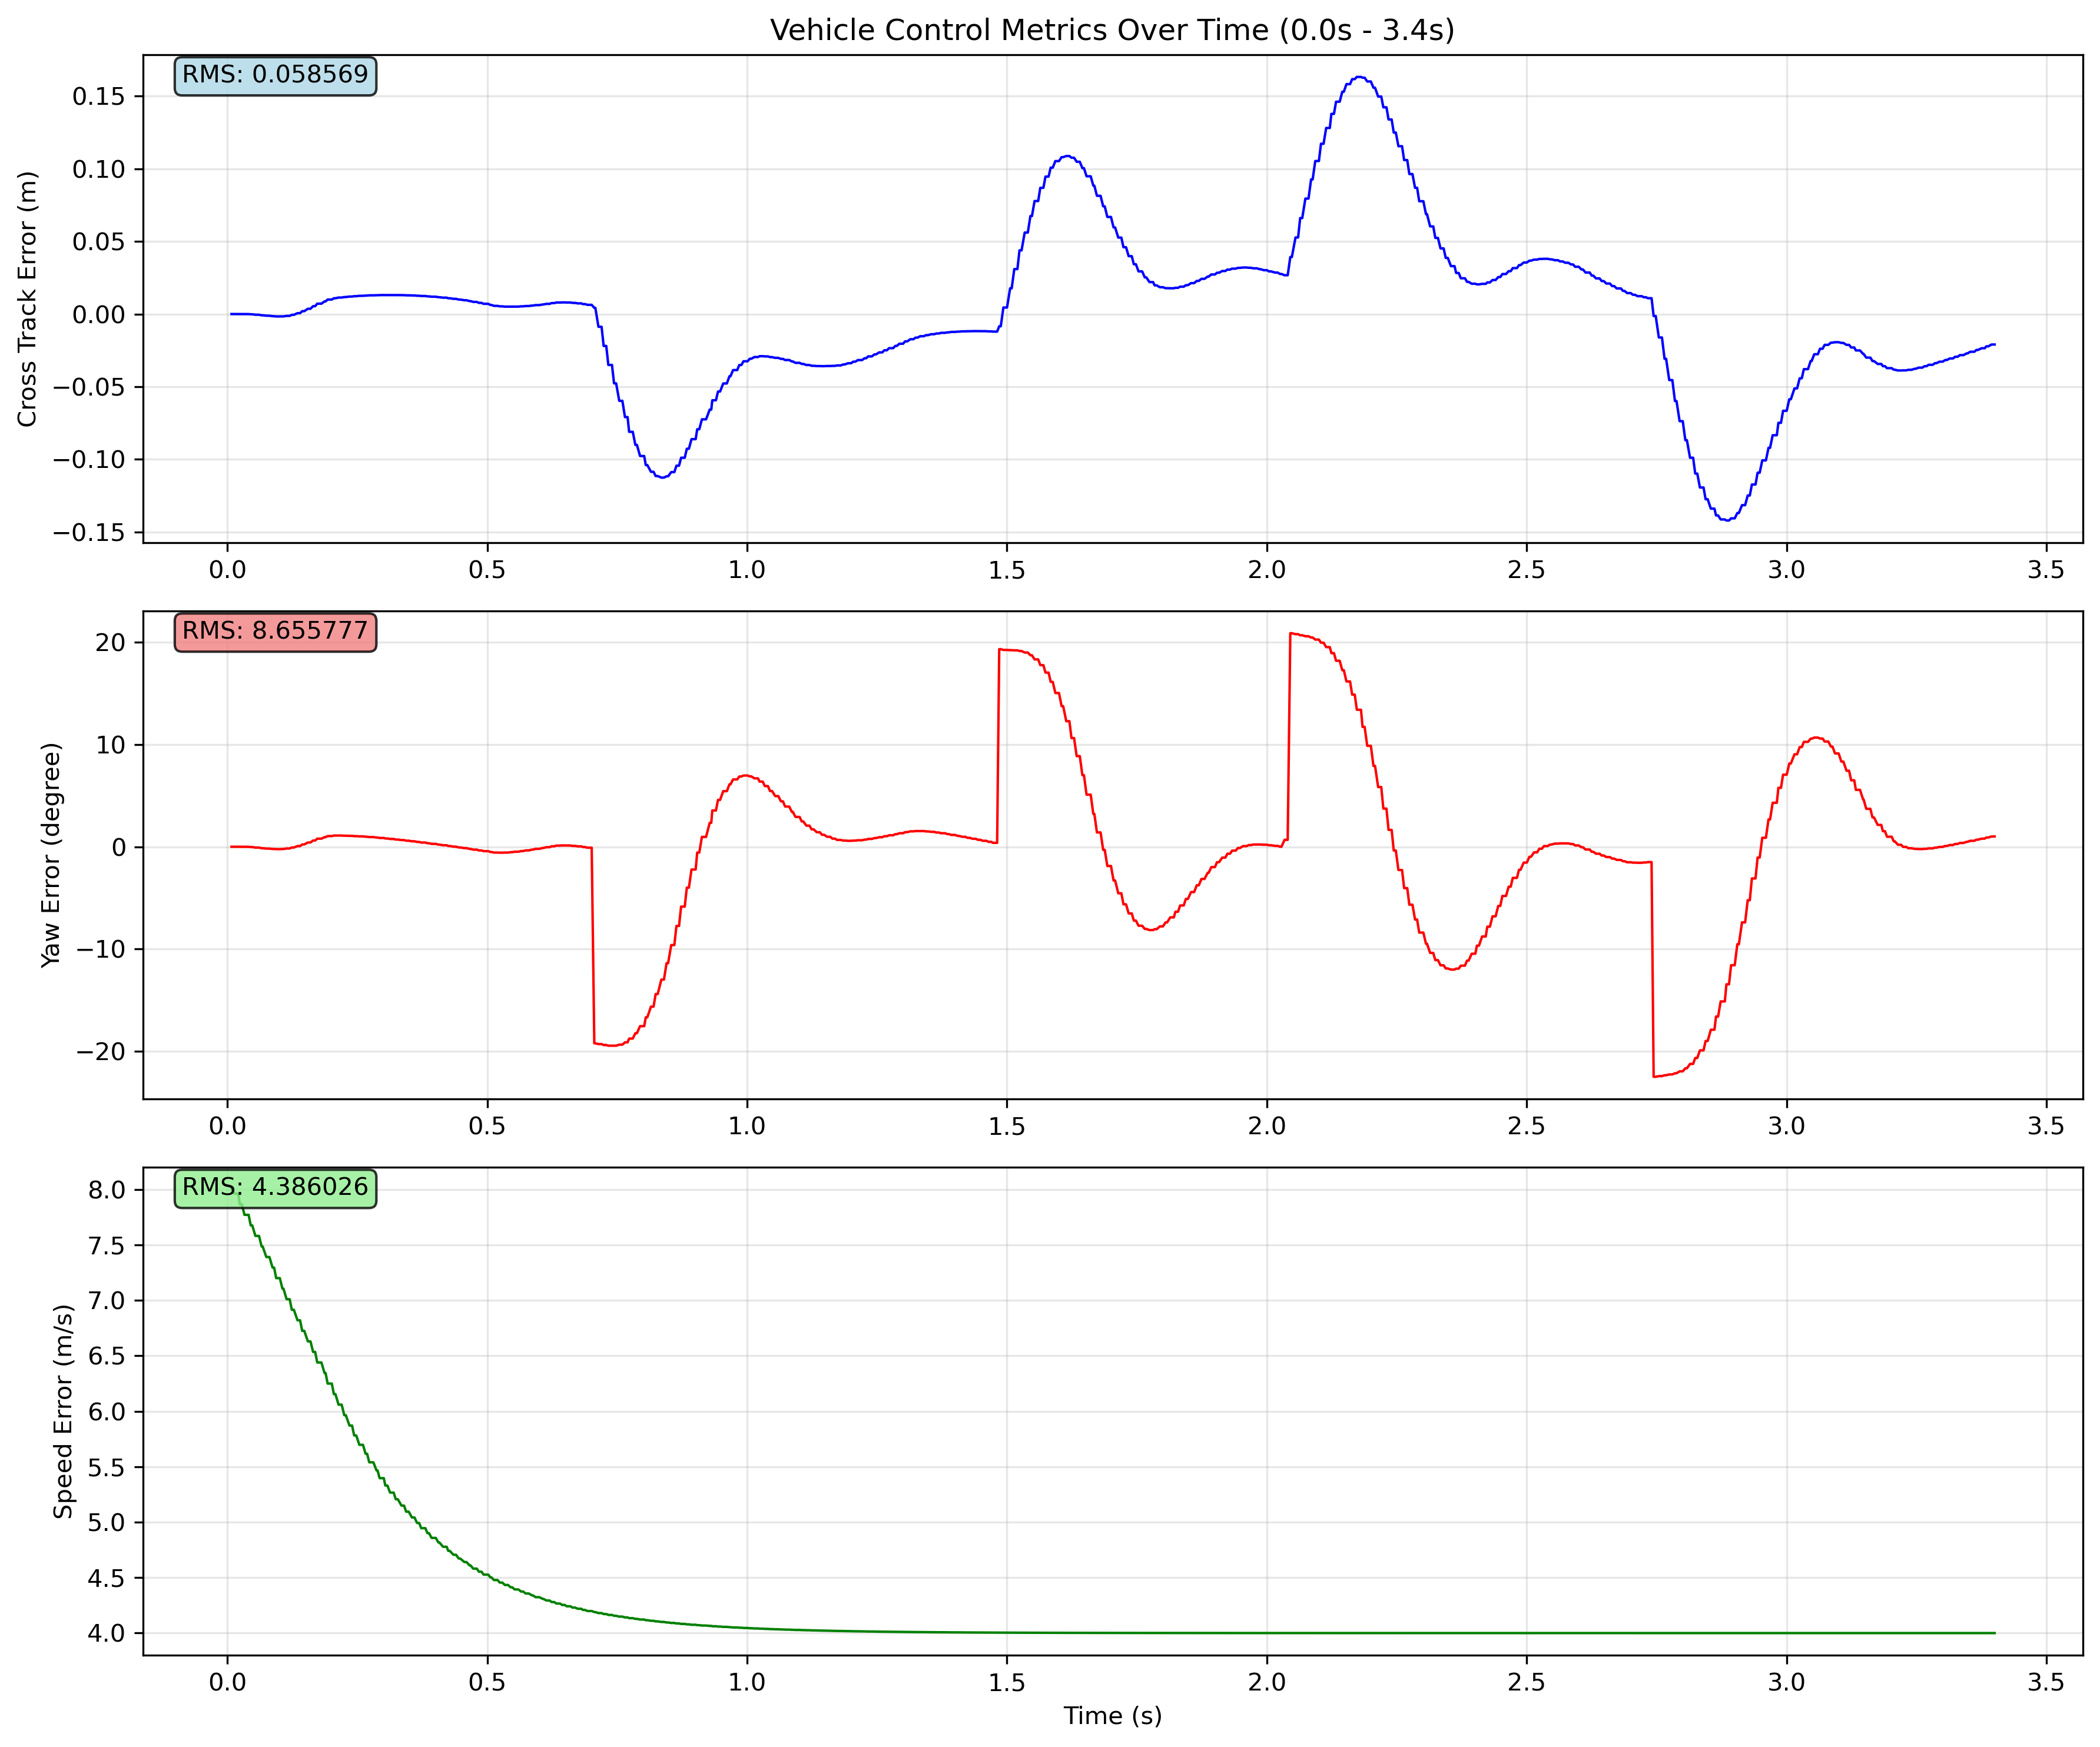 Vehicle Control Metrics Over Time (0.0s - 3.4s)
RMS: 0.058569
Cross Track Error (m)
0.15
0.10
0.05
0.00
−0.05
−0.10
−0.15
0.0 0.5 1.0 1.5 2.0 2.5 3.0 3.5
RMS: 8.655777
Yaw Error (degree)
20
10
0
−10
−20
0.0 0.5 1.0 1.5 2.0 2.5 3.0 3.5
RMS: 4.386026
Speed Error (m/s)
8.0
7.5
7.0
6.5
6.0
5.5
5.0
4.5
4.0
0.0 0.5 1.0 1.5 2.0 2.5 3.0 3.5
Time (s)